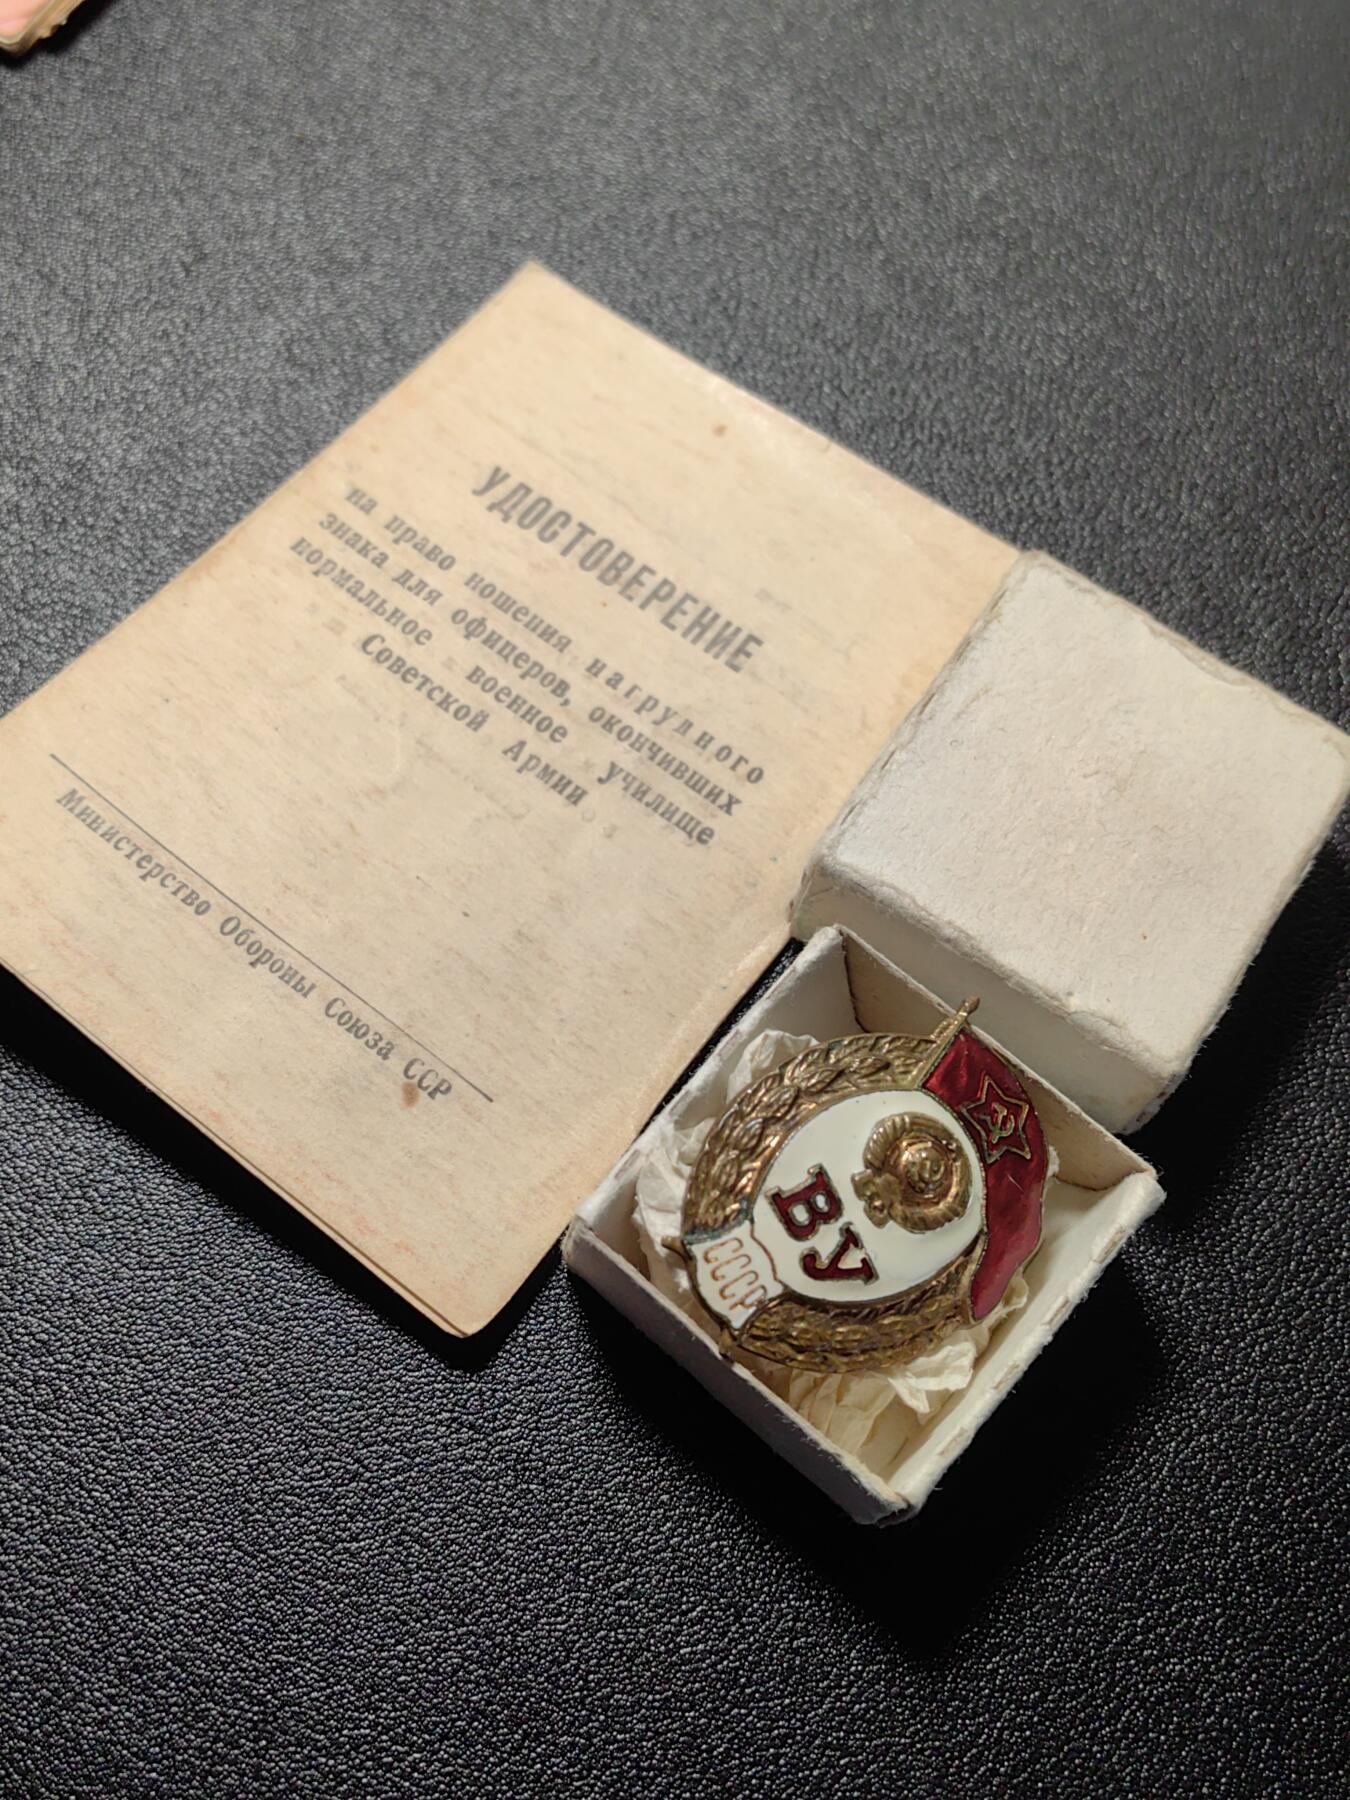 УДОСТОВЕРЕНИЕ
на право ношения нагрудного
знака для офицеров, окончивших
нормальное военное училище
Советской Армии
Министерство Обороны Союза ССР
ВУ
СССР